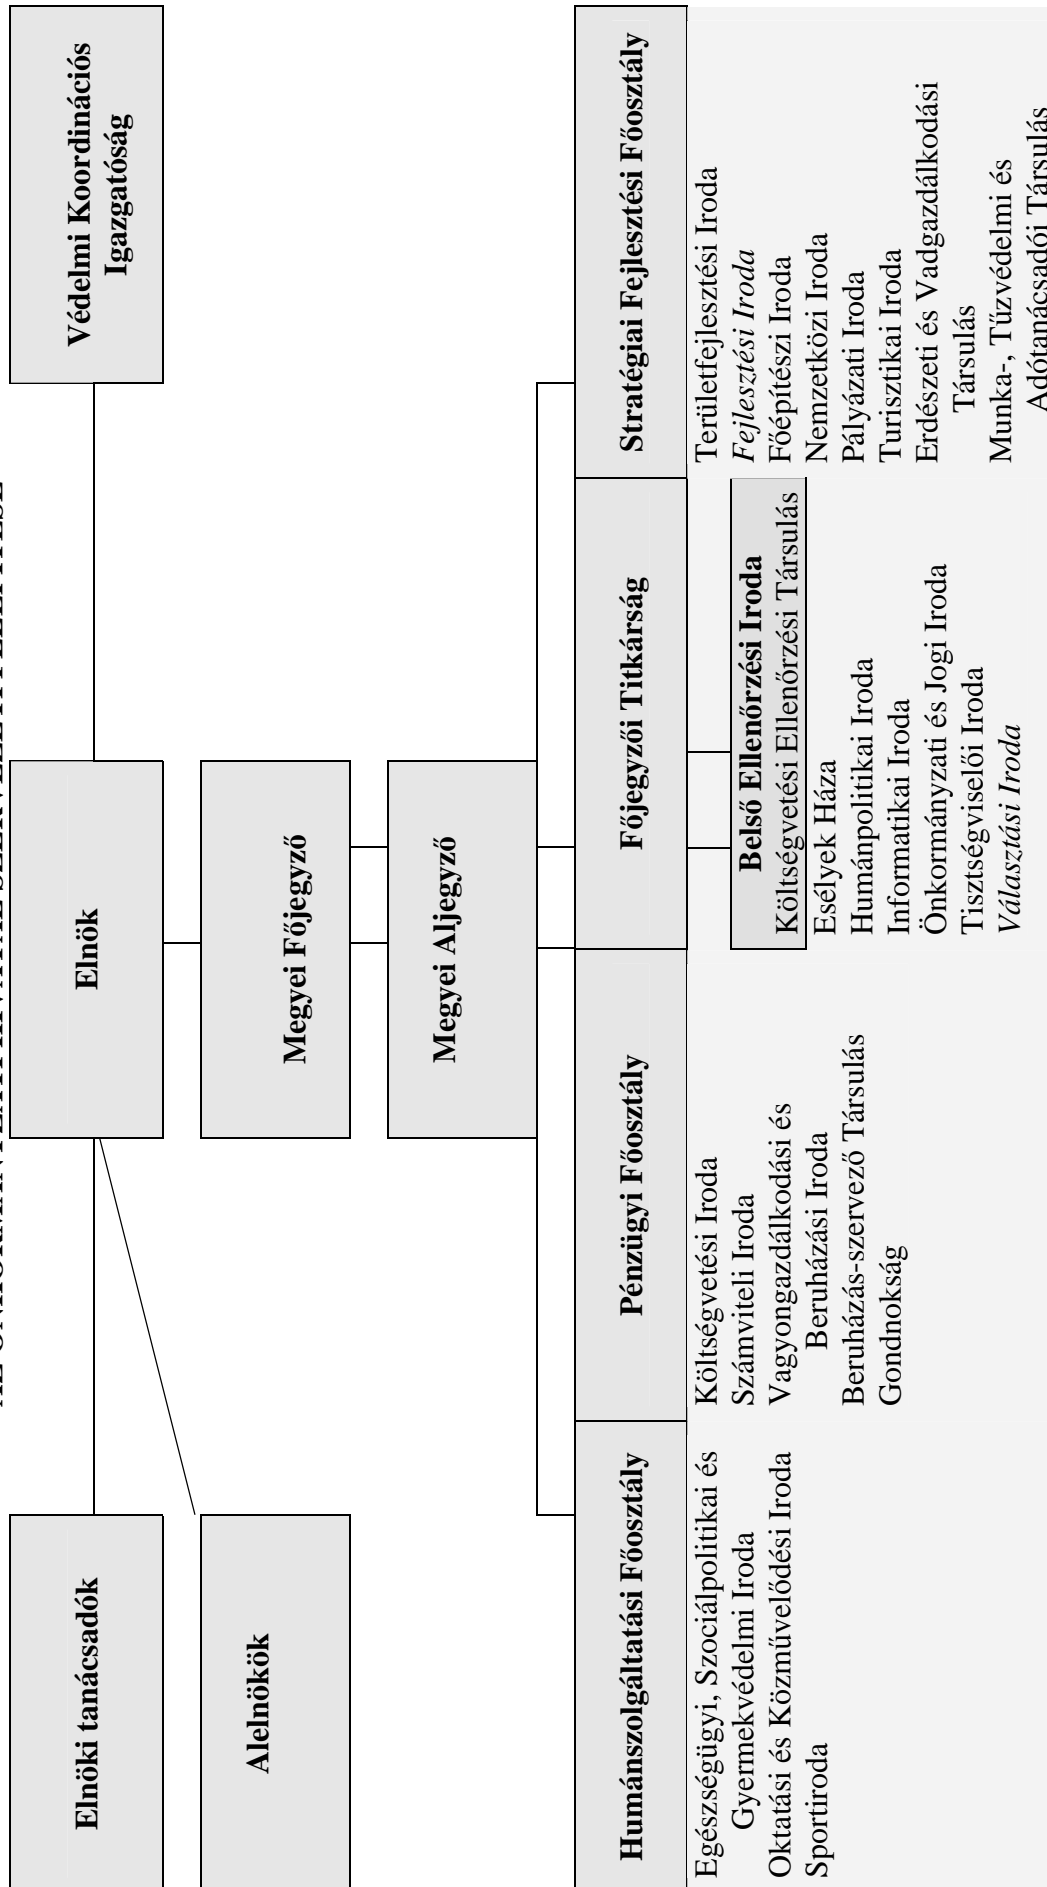 Elnöki tanácsadók
Elnök
Védelmi Koordinációs
Igazgatóság
Alelnökök
Megyei Főjegyző
Megyei Aljegyző
Humánszolgáltatási Főosztály
Egészségügyi, Szociálpolitikai és
Gyermekvédelmi Iroda
Oktatási és Közművelődési Iroda
Sportiroda
Pénzügyi Főosztály
Költségvetési Iroda
Számviteli Iroda
Vagyongazdálkodási és
Beruházási Iroda
Beruházás-szervező Társulás
Gondnokság
Főjegyzői Titkárság
Belső Ellenőrzési Iroda
Költségvetési Ellenőrzési Társulás
Esélyek Háza
Humánpolitikai Iroda
Informatikai Iroda
Önkormányzati és Jogi Iroda
Tisztségviselői Iroda
Választási Iroda
Stratégiai Fejlesztési Főosztály
Területfejlesztési Iroda
Fejlesztési Iroda
Főépítészi Iroda
Nemzetközi Iroda
Pályázati Iroda
Turisztikai Iroda
Erdészeti és Vadgazdálkodási
Társulás
Munka-, Tűzvédelmi és
Adótanácsadói Társulás